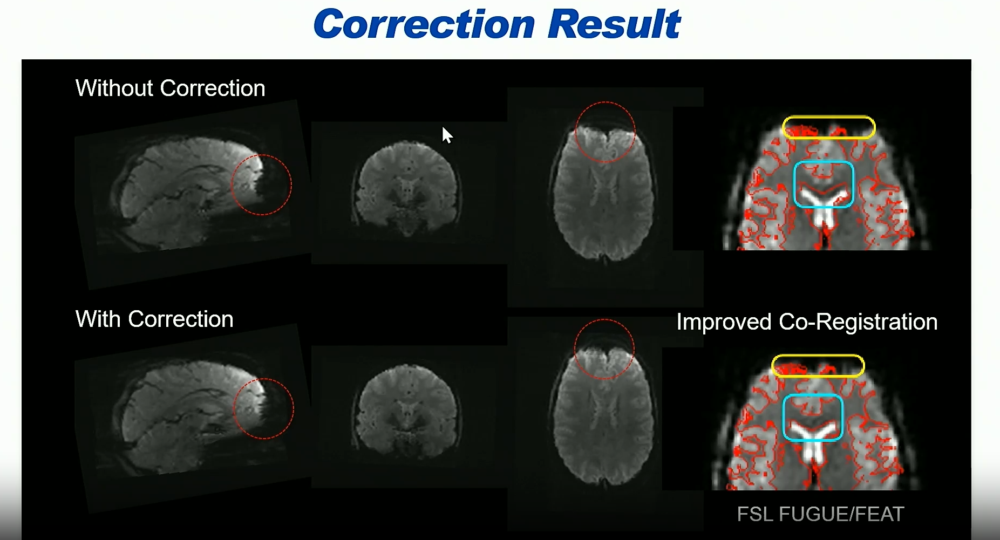 Correction Result
Without Correction
With Correction
Improved Co-Registration
FSL FUGUE/FEAT